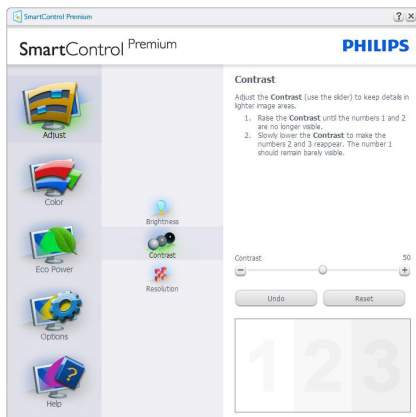 SmartControl Premium
SmartControl Premium
PHILIPS
Adjust
Color
Eco Power
Options
Help
Brightness
Contrast
Resolution
Contrast
Adjust the Contrast (use the slider) to keep details in
lighter image areas.
1. Raise the Contrast until the numbers 1 and 2
are no longer visible.
2. Slowly lower the Contrast to make the
numbers 2 and 3 reappear. The number 1
should remain barely visible.
Contrast 50
Undo Reset
1 2 3